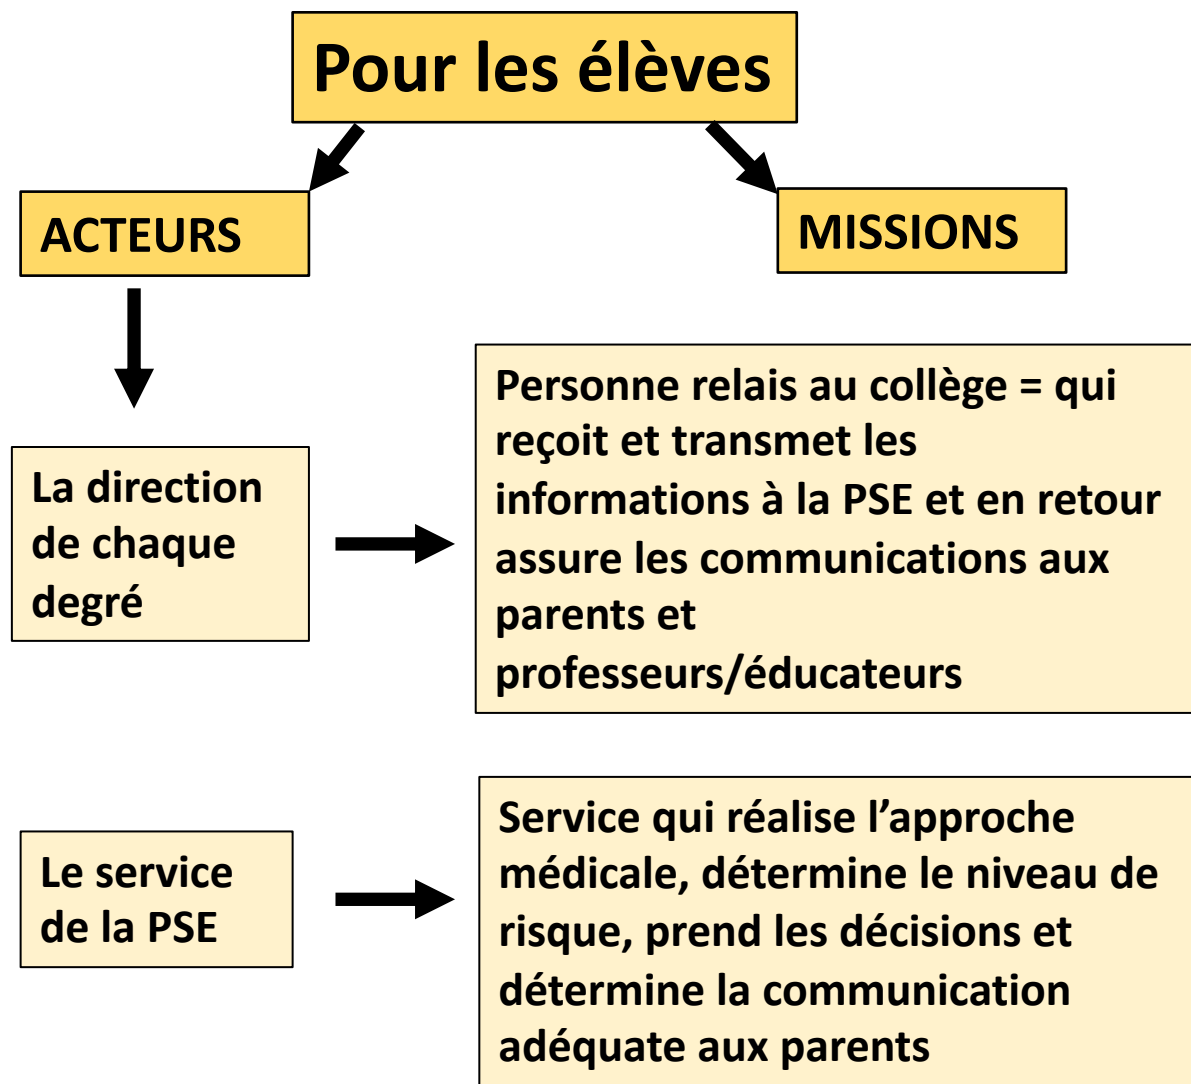 Pour les élèves
ACTEURS
MISSIONS
La direction
de chaque
degré
Personne relais au collège = qui
reçoit et transmet les
informations à la PSE et en retour
assure les communications aux
parents et
professeurs/éducateurs
Le service
de la PSE
Service qui réalise l’approche
médicale, détermine le niveau de
risque, prend les décisions et
détermine la communication
adéquate aux parents